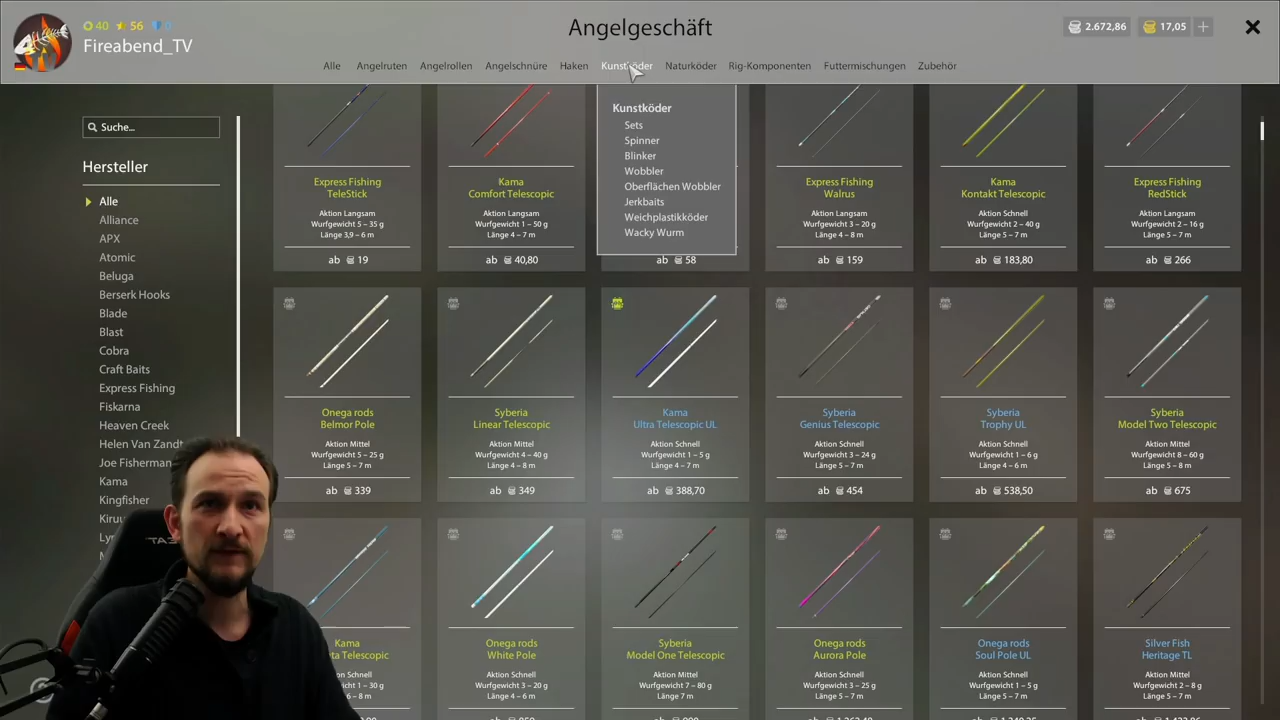 40 56 0
Fireabend_TV
Angelgeschäft
2.672,86 17,05 +
Alle Angelruten Angelrollen Angelschnüre Haken Kunstköder Naturköder Rig-Komponenten Futtermischungen Zubehör
Kunstköder
Sets
Spinner
Blinker
Wobbler
Oberflächen Wobbler
Jerkbaits
Weichplastikköder
Wacky Wurm
Suche...
Hersteller
Alle
Alliance
APX
Atomic
Beluga
Berserk Hooks
Blade
Blast
Cobra
Craft Baits
Express Fishing
Fiskarna
Heaven Creek
Helen Van Zandt
Joe Fisherman
Kama
Kingfisher
Express Fishing
TeleStick
Aktion Langsam
Wurfgewicht 5 – 35 g
Länge 3,9 – 6 m
ab 19
Kama
Comfort Telescopic
Aktion Langsam
Wurfgewicht 1 – 50 g
Länge 4 – 7 m
ab 40,80
ab 58
Express Fishing
Walrus
Aktion Langsam
Wurfgewicht 3 – 20 g
Länge 4 – 8 m
ab 159
Kama
Kontakt Telescopic
Aktion Schnell
Wurfgewicht 2 – 40 g
Länge 5 – 7 m
ab 183,80
Express Fishing
RedStick
Aktion Langsam
Wurfgewicht 2 – 16 g
Länge 5 – 7 m
ab 266
Onega rods
Belmor Pole
Aktion Mittel
Wurfgewicht 5 – 25 g
Länge 5 – 7 m
ab 339
Syberia
Linear Telescopic
Aktion Mittel
Wurfgewicht 4 – 40 g
Länge 4 – 8 m
ab 349
Kama
Ultra Telescopic UL
Aktion Schnell
Wurfgewicht 1 – 5 g
Länge 4 – 7 m
ab 388,70
Syberia
Genius Telescopic
Aktion Schnell
Wurfgewicht 3 – 24 g
Länge 5 – 7 m
ab 454
Syberia
Trophy UL
Aktion Schnell
Wurfgewicht 1 – 6 g
Länge 4 – 6 m
ab 538,50
Syberia
Model Two Telescopic
Aktion Mittel
Wurfgewicht 8 – 60 g
Länge 5 – 8 m
ab 675
Kama
Telescopic
Aktion Schnell
Wurfgewicht 1 – 30 g
– 8 m
Onega rods
White Pole
Aktion Schnell
Wurfgewicht 3 – 20 g
Länge 4 – 6 m
Syberia
Model One Telescopic
Aktion Mittel
Wurfgewicht 7 – 80 g
Länge 7 m
Onega rods
Aurora Pole
Aktion Schnell
Wurfgewicht 3 – 25 g
Länge 5 – 7 m
Onega rods
Soul Pole UL
Aktion Schnell
Wurfgewicht 1 – 5 g
Länge 5 – 7 m
Silver Fish
Heritage TL
Aktion Mittel
Wurfgewicht 2 – 8 g
Länge 5 – 7 m